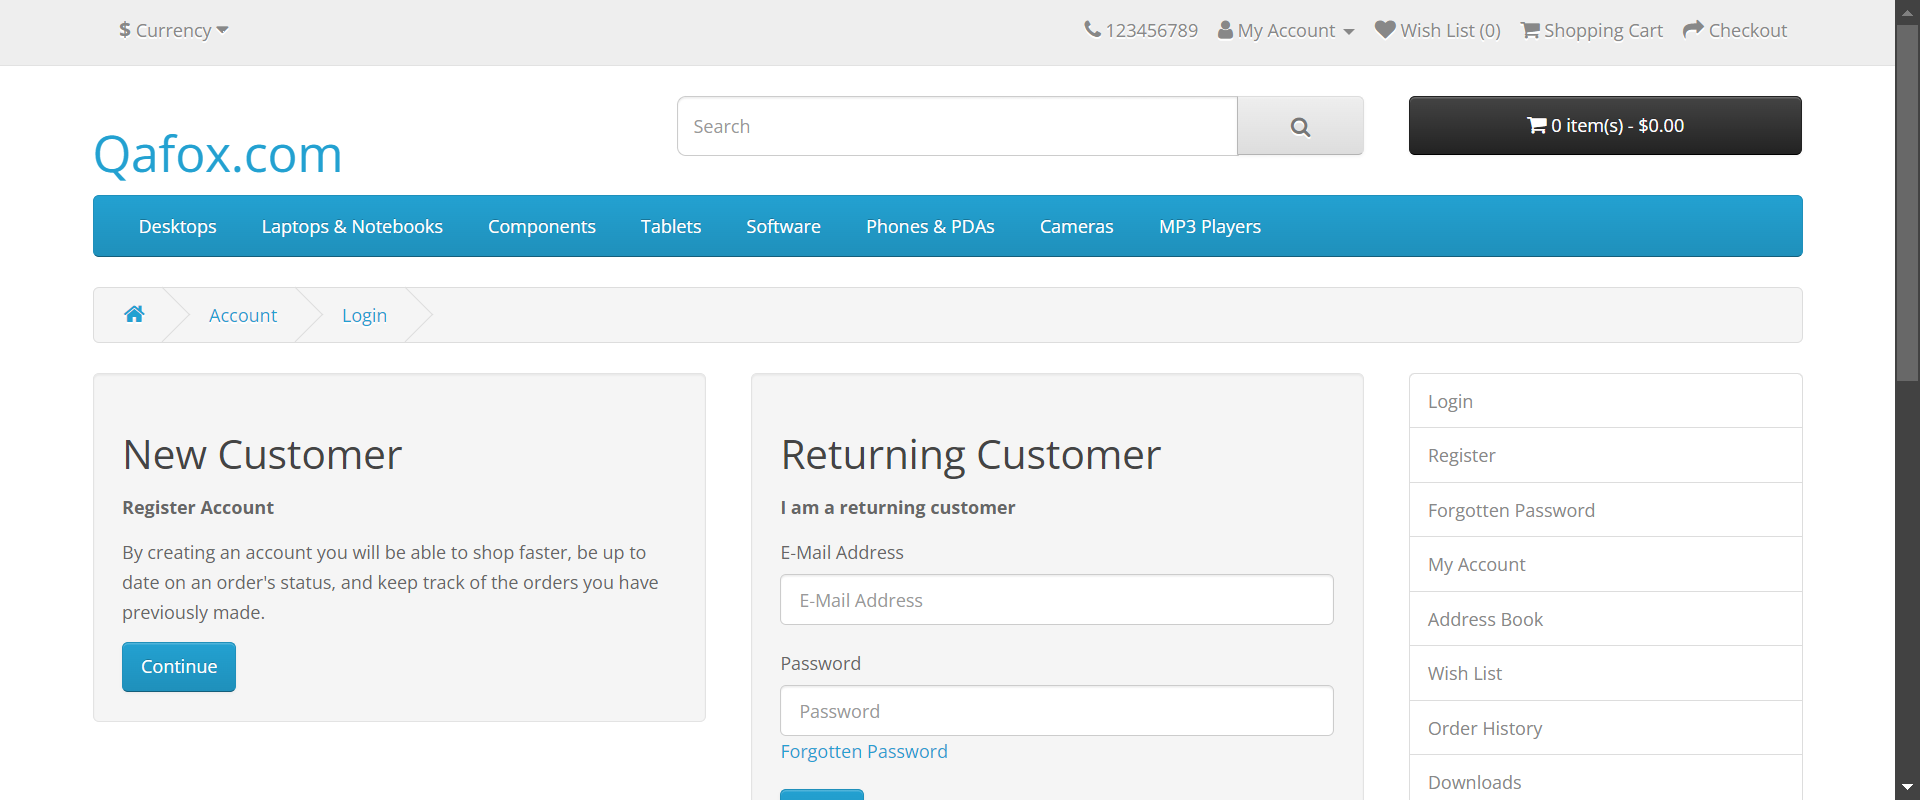 $ Currency
123456789 My Account Wish List (0) Shopping Cart Checkout
Qafox.com
Search
0 item(s) - $0.00
Desktops Laptops & Notebooks Components Tablets Software Phones & PDAs Cameras MP3 Players
Account Login
New Customer
Register Account
By creating an account you will be able to shop faster, be up to
date on an order's status, and keep track of the orders you have
previously made.
Continue
Returning Customer
I am a returning customer
E-Mail Address
E-Mail Address
Password
Password
Forgotten Password
Login
Register
Forgotten Password
My Account
Address Book
Wish List
Order History
Downloads